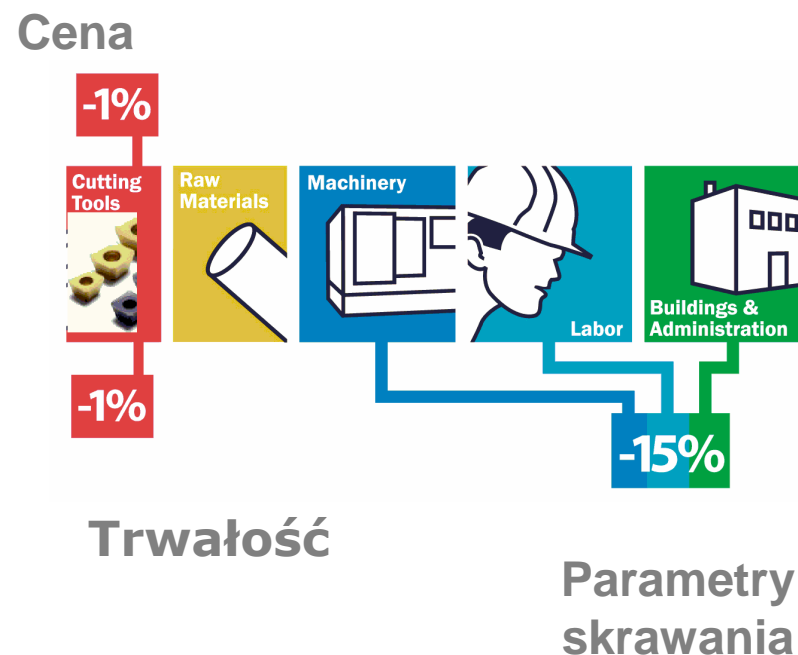 Cena
-1%
Cutting
Tools
Raw
Materials
Machinery
Labor
Buildings &
Administration
-1%
-15%
Trwałość
Parametry
skrawania